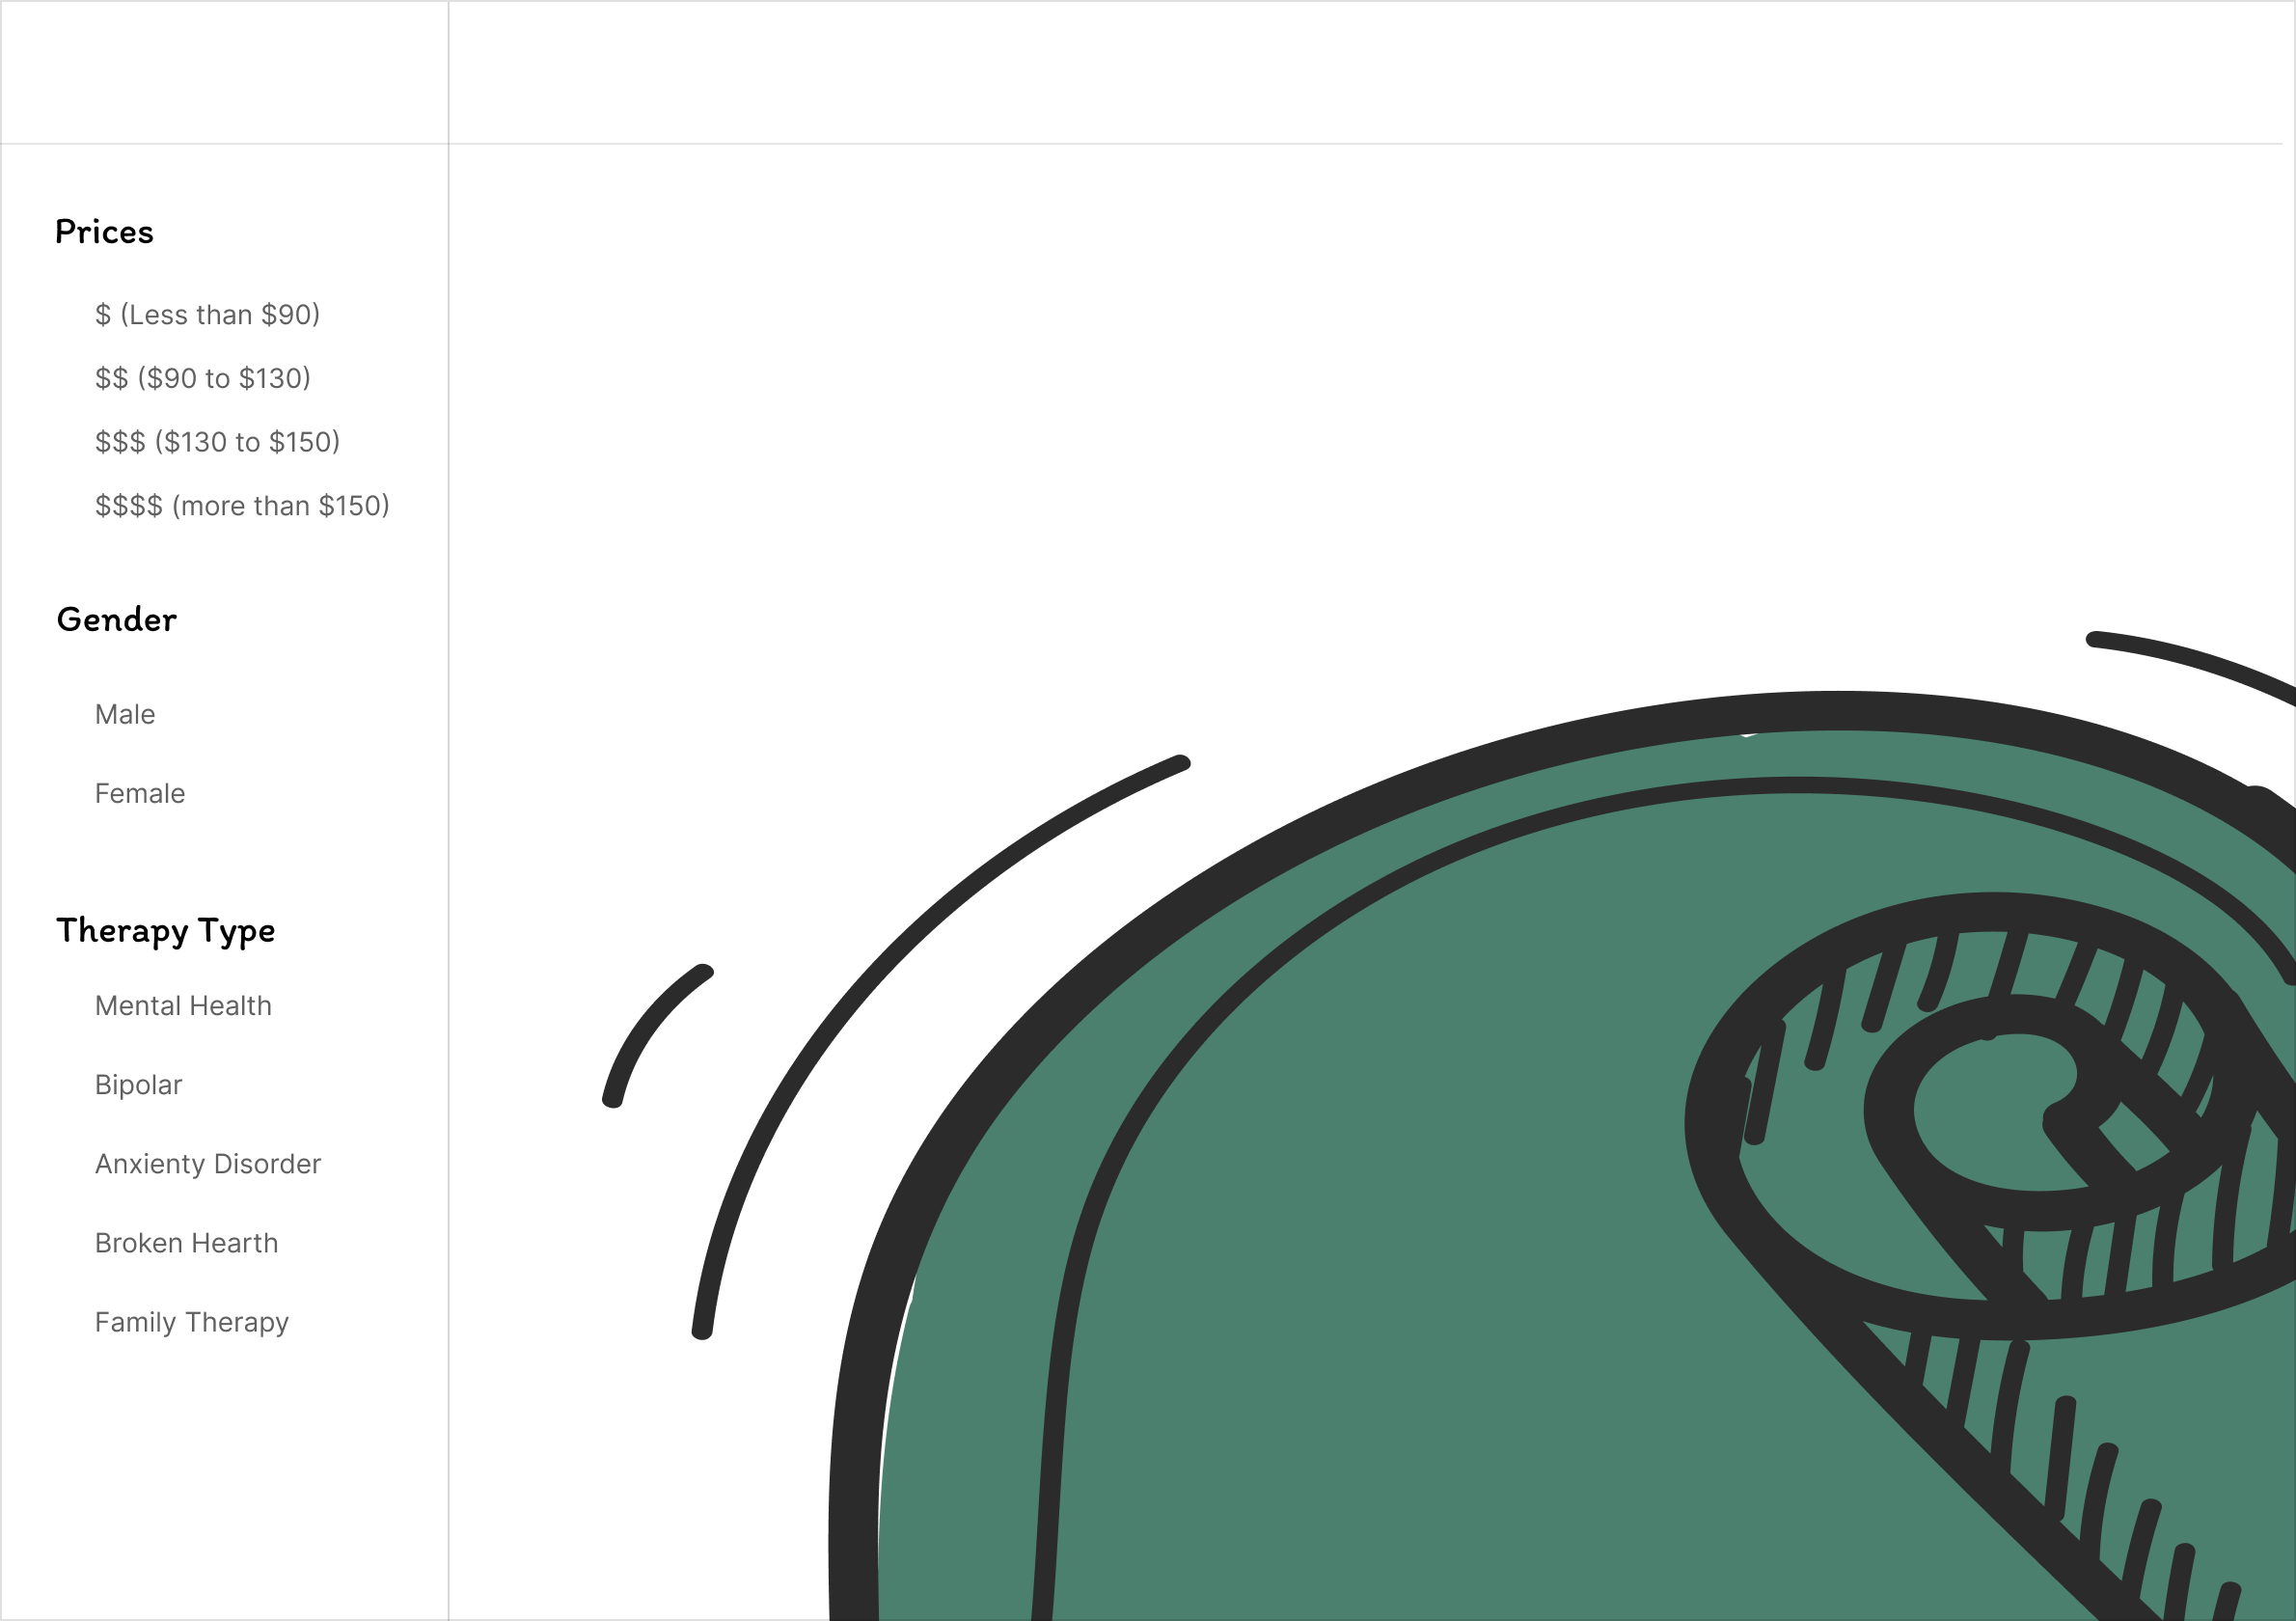 Prices
$ (Less than $90)
$$ ($90 to $130)
$$$ ($130 to $150)
$$$$ (more than $150)
Gender
Male
Female
Therapy Type
Mental Health
Bipolar
Anxienty Disorder
Broken Hearth
Family Therapy